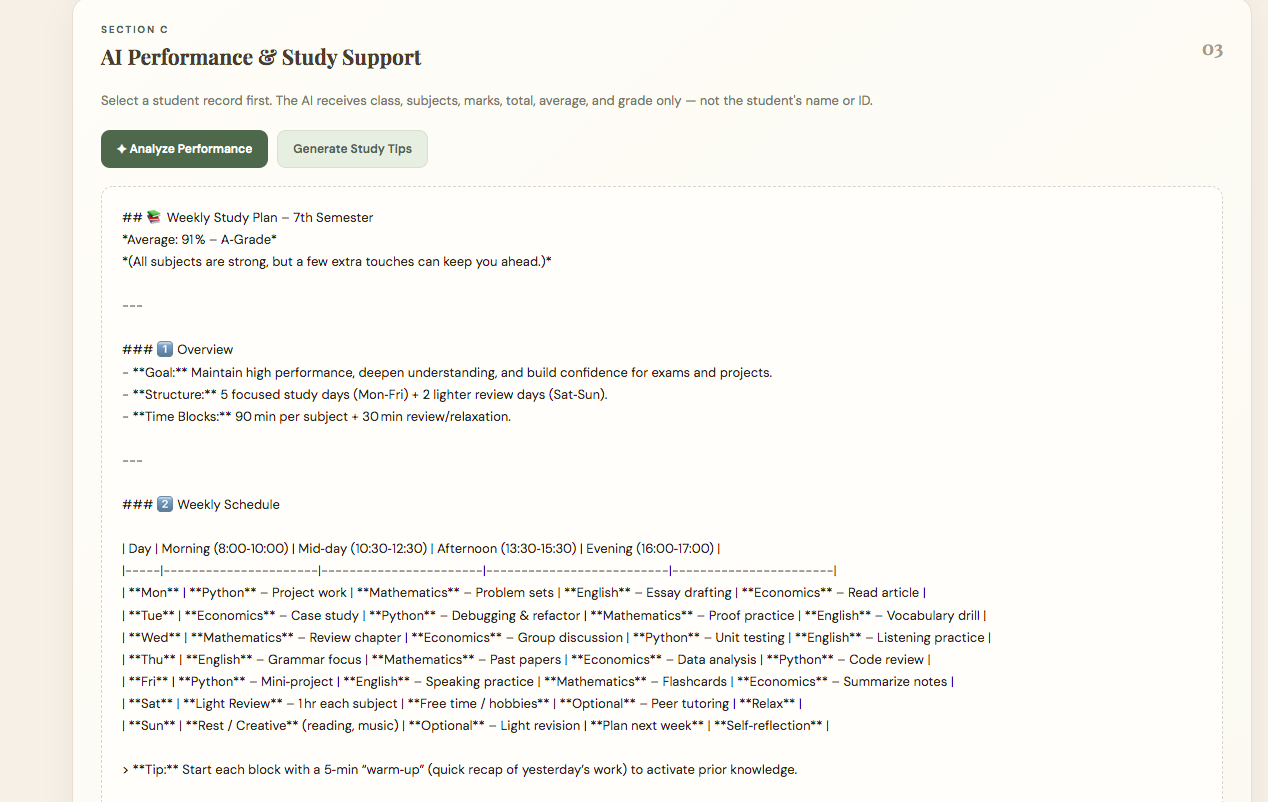 SECTION C
AI Performance & Study Support
03
Select a student record first. The AI receives class, subjects, marks, total, average, and grade only — not the student's name or ID.
✦ Analyze Performance
Generate Study Tips
## 📚 Weekly Study Plan – 7th Semester
*Average: 91 % – A‑Grade*
*(All subjects are strong, but a few extra touches can keep you ahead.)*
---
### 1️⃣ Overview
- **Goal:** Maintain high performance, deepen understanding, and build confidence for exams and projects.
- **Structure:** 5 focused study days (Mon‑Fri) + 2 lighter review days (Sat‑Sun).
- **Time Blocks:** 90 min per subject + 30 min review/relaxation.
---
### 2️⃣ Weekly Schedule
| Day | Morning (8:00‑10:00) | Mid‑day (10:30‑12:30) | Afternoon (13:30‑15:30) | Evening (16:00‑17:00) |
|-----|----------------------|-----------------------|--------------------------|-----------------------|
| **Mon** | **Python** – Project work | **Mathematics** – Problem sets | **English** – Essay drafting | **Economics** – Read article |
| **Tue** | **Economics** – Case study | **Python** – Debugging & refactor | **Mathematics** – Proof practice | **English** – Vocabulary drill |
| **Wed** | **Mathematics** – Review chapter | **Economics** – Group discussion | **Python** – Unit testing | **English** – Listening practice |
| **Thu** | **English** – Grammar focus | **Mathematics** – Past papers | **Economics** – Data analysis | **Python** – Code review |
| **Fri** | **Python** – Mini‑project | **English** – Speaking practice | **Mathematics** – Flashcards | **Economics** – Summarize notes |
| **Sat** | **Light Review** – 1 hr each subject | **Free time / hobbies** | **Optional** – Peer tutoring | **Relax** |
| **Sun** | **Rest / Creative** (reading, music) | **Optional** – Light revision | **Plan next week** | **Self‑reflection** |
> **Tip:** Start each block with a 5‑min “warm‑up” (quick recap of yesterday’s work) to activate prior knowledge.